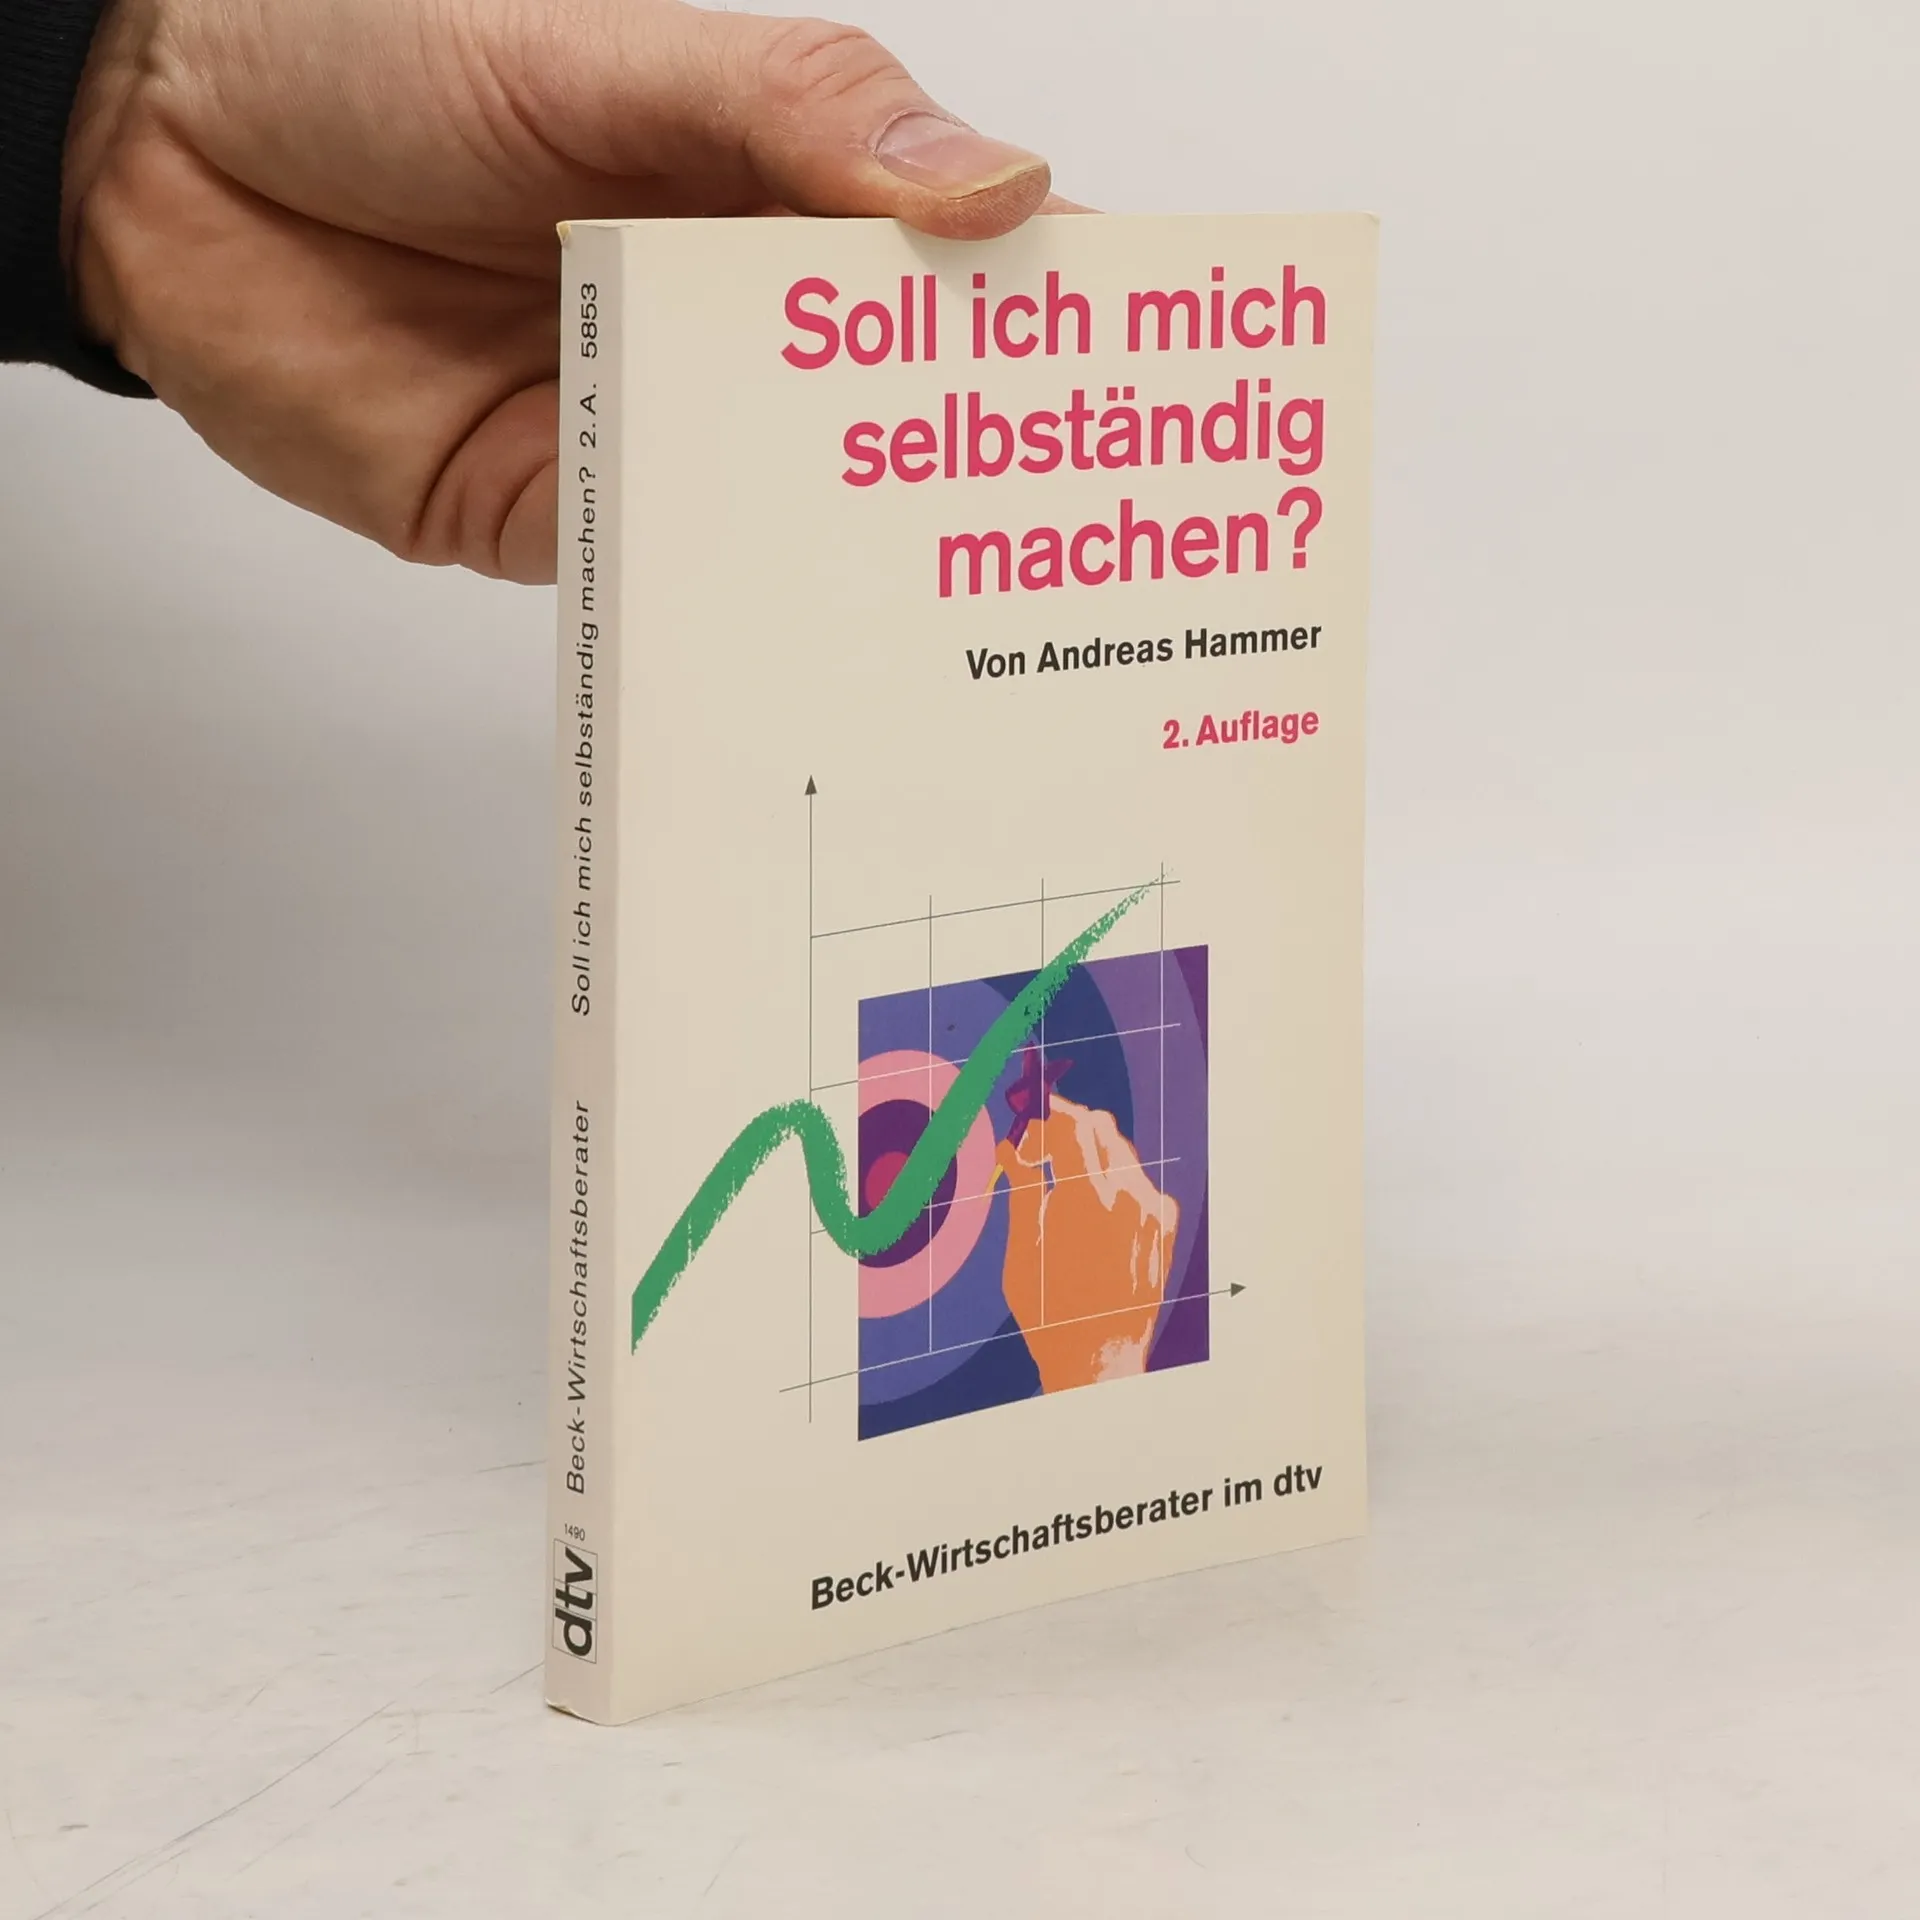 Soll ich mich
selbständig
machen?
Von Andreas Hammer
2. Auflage
Beck-Wirtschaftsberater im dtv
Beck-Wirtschaftsberater Soll ich mich selbständig machen? 2. A. 5853
1490
dtv